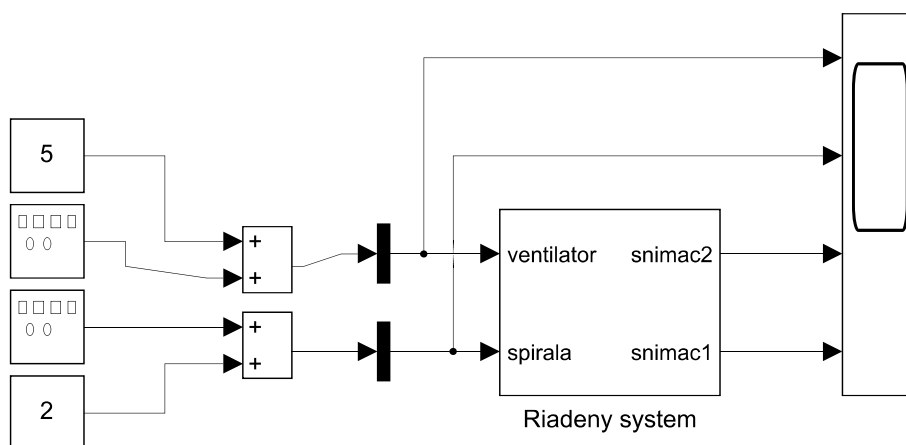 5
+
+
ventilator
snimac2
+
+
spirala
snimac1
2
Riadeny system